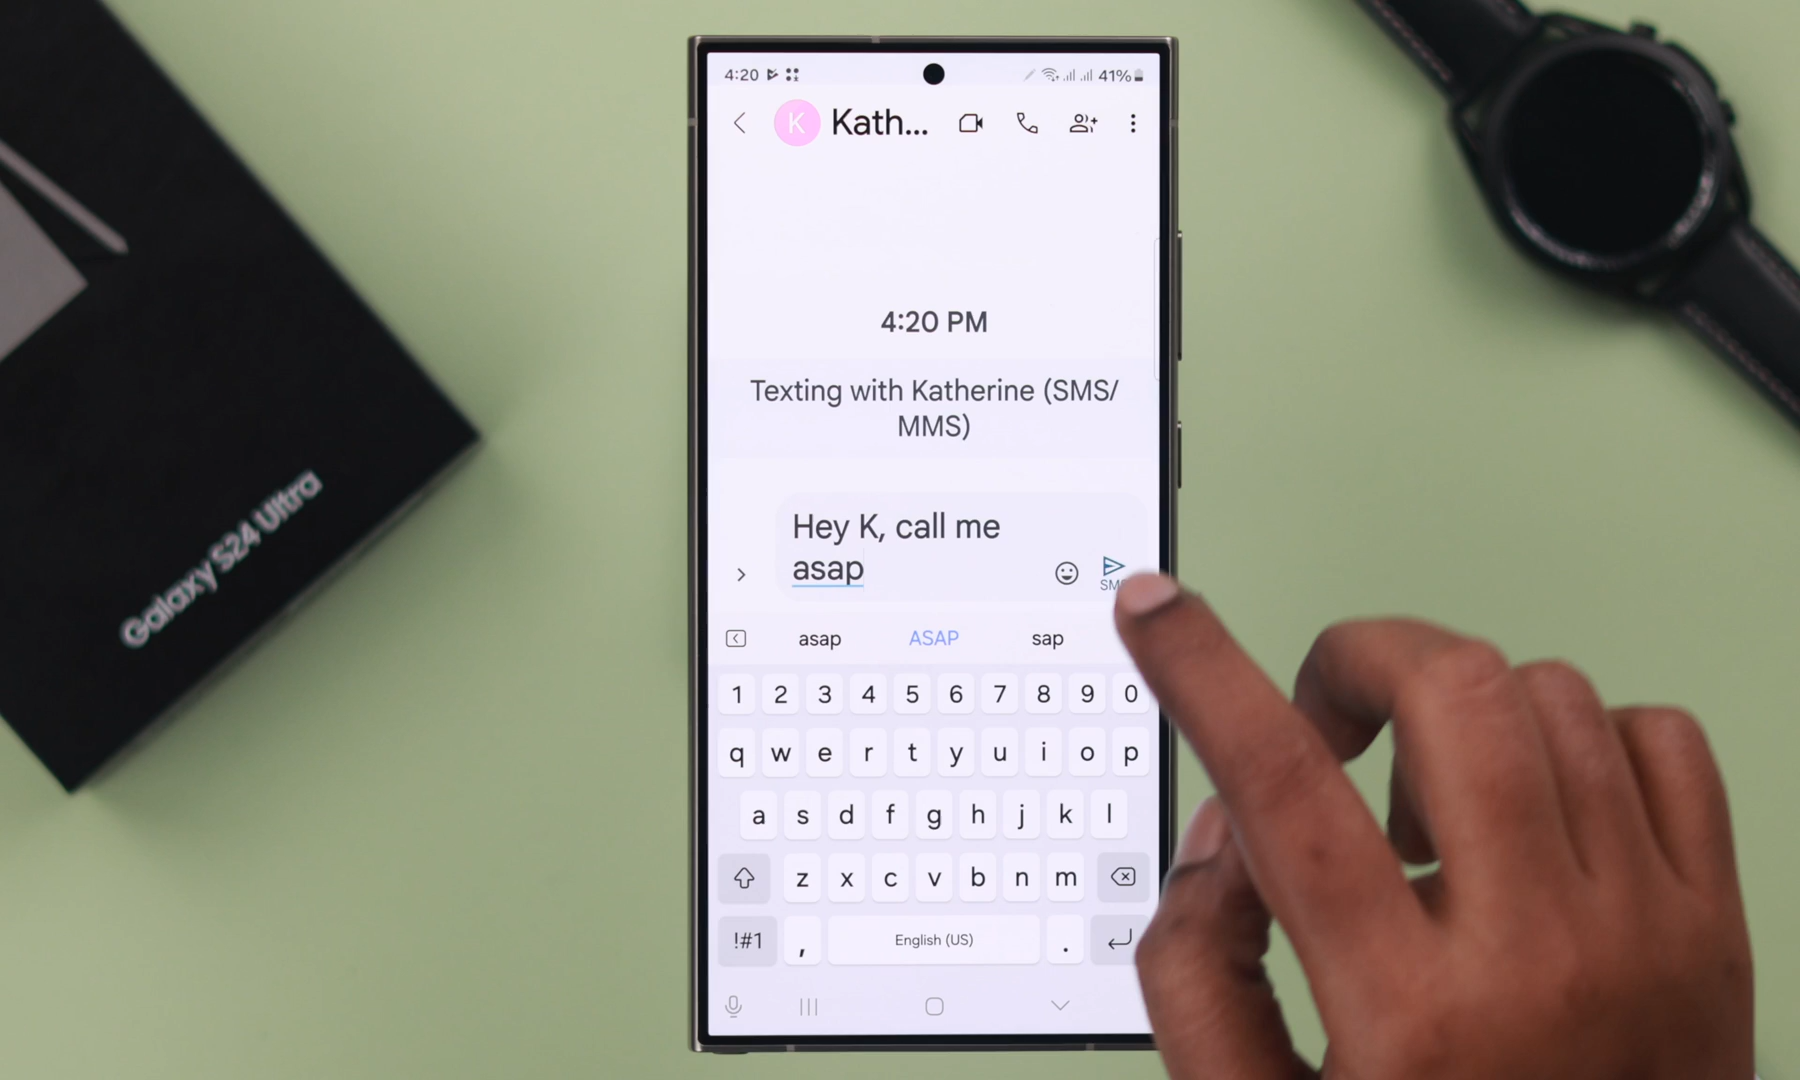 4:20
41%
K Kath...
4:20 PM
Texting with Katherine (SMS/
MMS)
Hey K, call me
asap
asap ASAP sap
1 2 3 4 5 6 7 8 9 0
q w e r t y u i o p
a s d f g h j k l
z x c v b n m
!#1 , English (US) .
Galaxy S24 Ultra